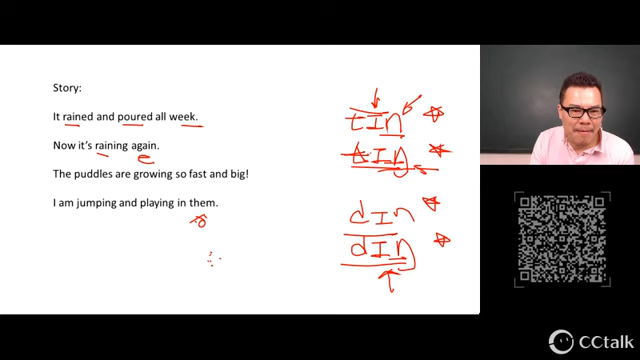 Story:
It rained and poured all week.
Now it's raining again.
The puddles are growing so fast and big!
I am jumping and playing in them.
tIn
tIn
dIn
dIn
CCtalk